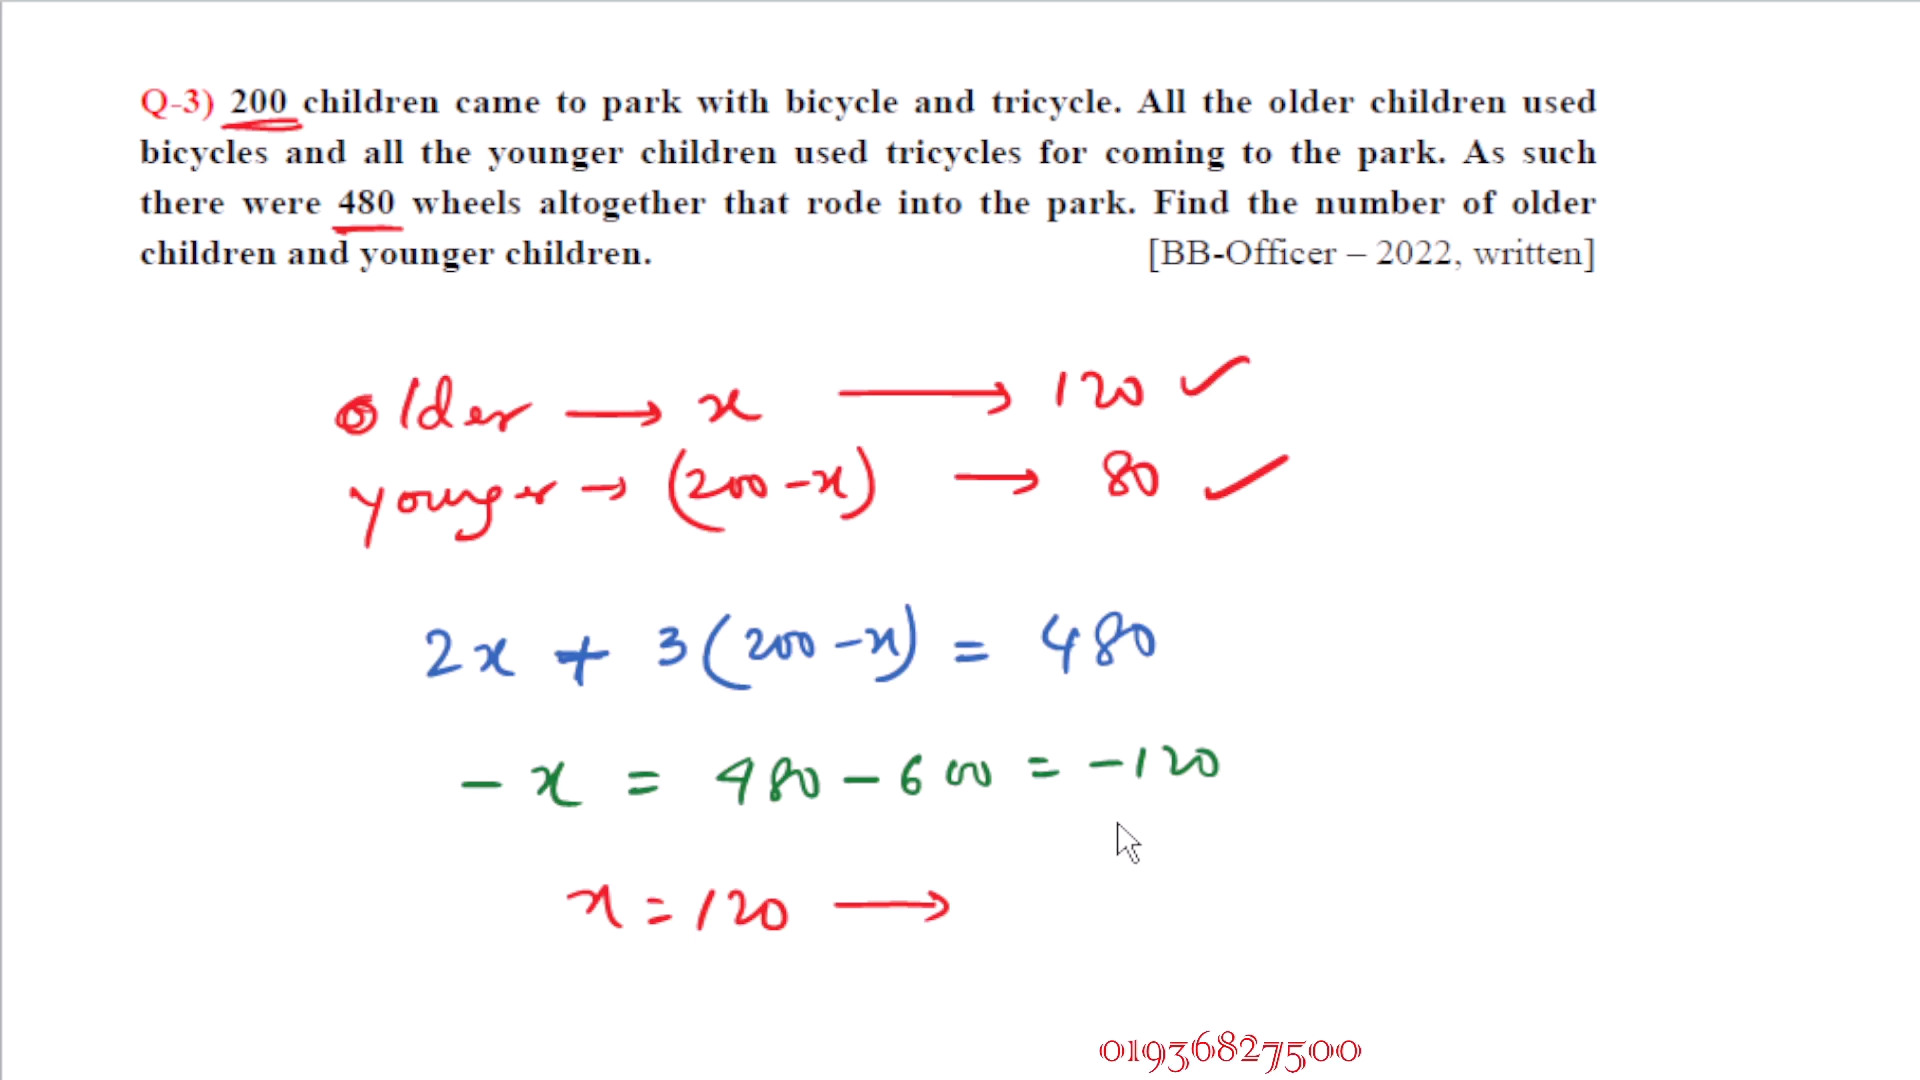 Q-3) 200 children came to park with bicycle and tricycle. All the older children used
bicycles and all the younger children used tricycles for coming to the park. As such
there were 480 wheels altogether that rode into the park. Find the number of older
children and younger children. [BB-Officer – 2022, written]
older → x → 120 ✓
younger → (200-x) → 80 ✓
2x + 3(200-x) = 480
-x = 480-600 = -120
x = 120 →
01936827500